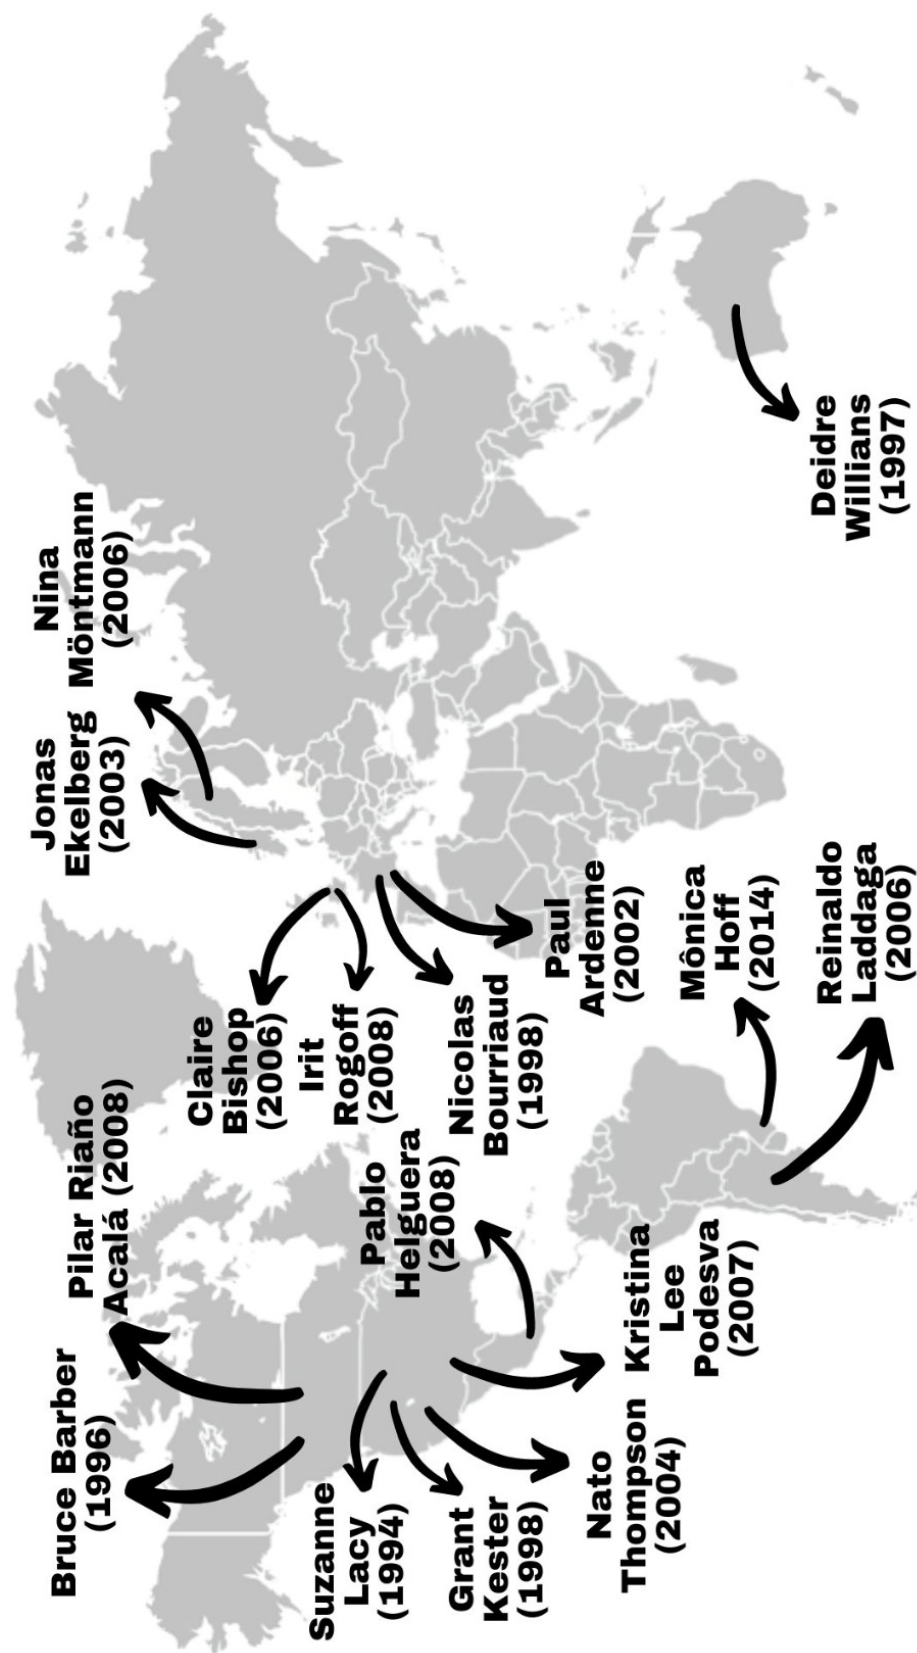 Bruce Barber
(1996)
Pilar Riaño
Acalá (2008)
Jonas
Ekelberg
(2003)
Nina
Möntmann
(2006)
Suzanne
Lacy
(1994)
Grant
Kester
(1998)
Nato
Thompson
(2004)
Kristina
Lee
Podesva
(2007)
Pablo
Helguera
(2008)
Claire
Bishop
(2006)
Irit
Rogoff
(2008)
Nicolas
Bourriaud
(1998)
Paul
Ardenne
(2002)
Mônica
Hoff
(2014)
Reinaldo
Laddaga
(2006)
Deidre
Willians
(1997)